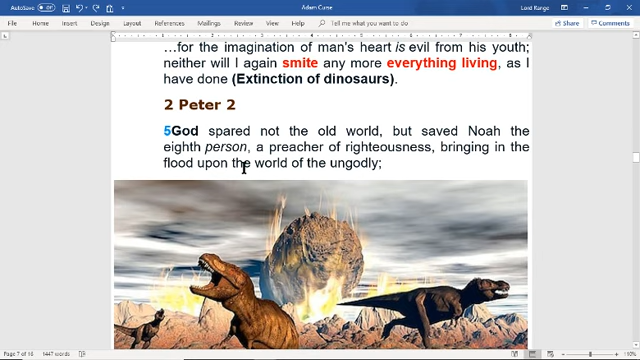 AutoSave Off Adam Curse Lord Rango
File Home Insert Draw Design Layout References Mailings Review View Help Tell me what you want to do Share Comments
…for the imagination of man's heart is evil from his youth;
neither will I again smite any more everything living, as I
have done (Extinction of dinosaurs).
2 Peter 2
5God spared not the old world, but saved Noah the
eighth person, a preacher of righteousness, bringing in the
flood upon the world of the ungodly;
Page 7 of 16 1447 words